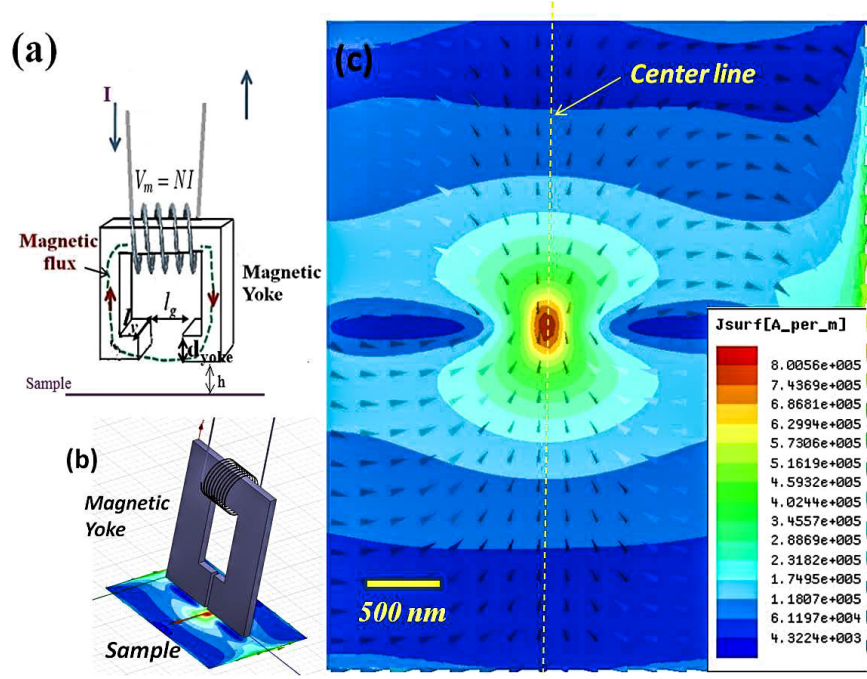 (a)
I
V_m = NI
Magnetic
flux
Magnetic
Yoke
l_g
d_yoke
Sample
h
(b)
Magnetic
Yoke
Sample
(c)
Center line
500 nm
Jsurf[A_per_m]
8.0056e+005
7.4369e+005
6.8681e+005
6.2994e+005
5.7306e+005
5.1619e+005
4.5932e+005
4.0244e+005
3.4557e+005
2.8869e+005
2.3182e+005
1.7495e+005
1.1807e+005
6.1197e+004
4.3224e+003